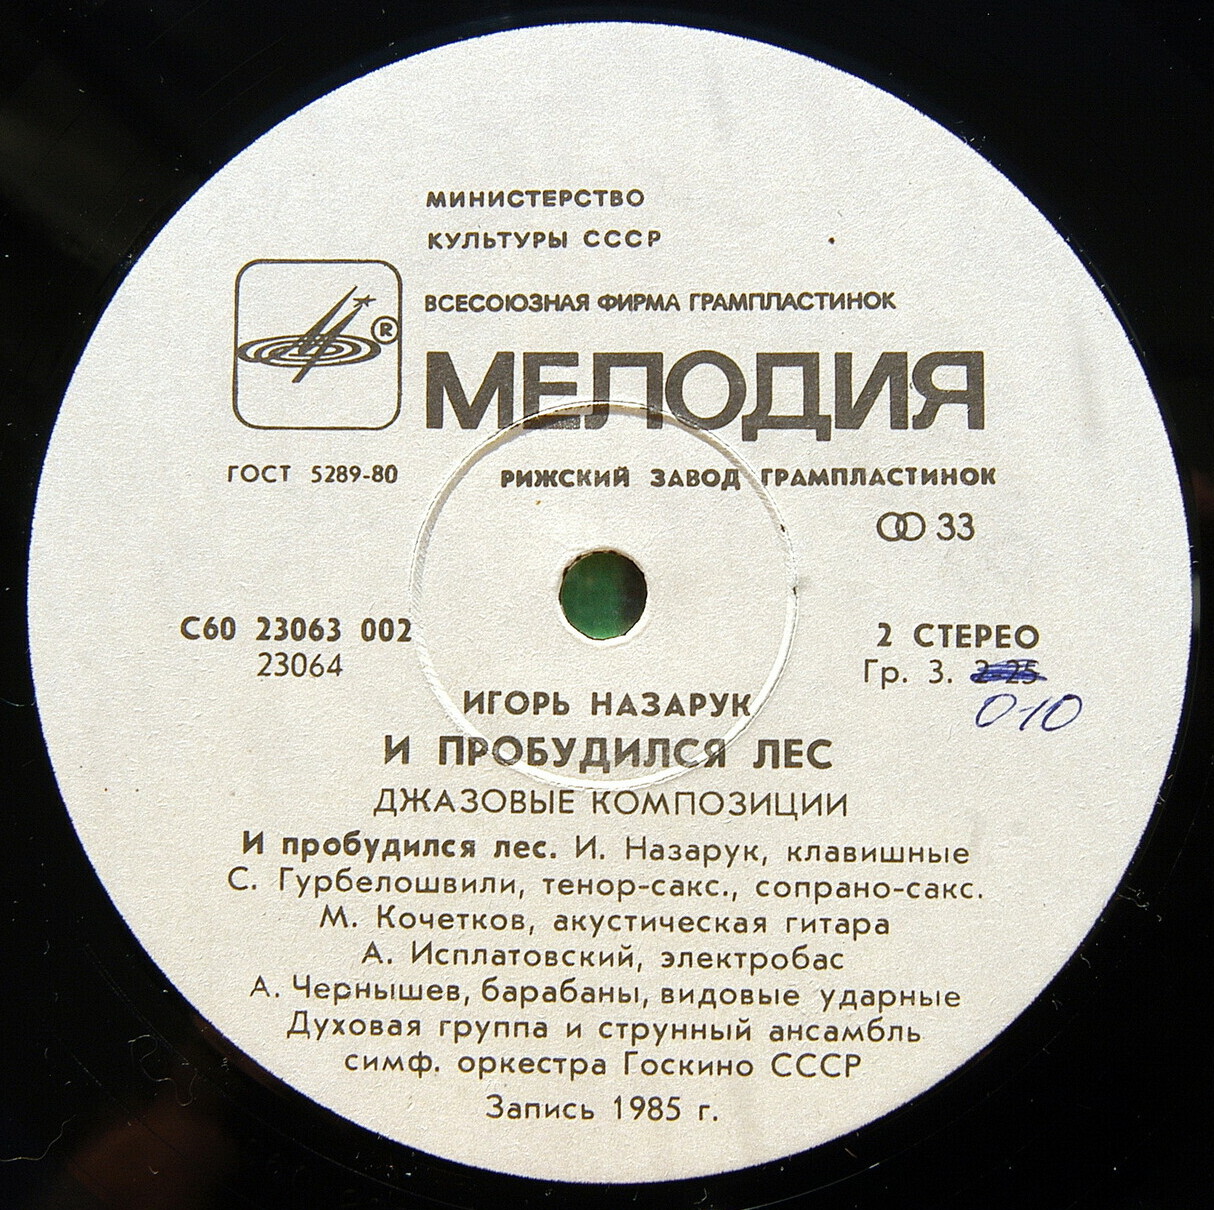 МИНИСТЕРСТВО
КУЛЬТУРЫ СССР
ВСЕСОЮЗНАЯ ФИРМА ГРАМПЛАСТИНОК
®
МЕЛОДИЯ
ГОСТ 5289-80
РИЖСКИЙ ЗАВОД ГРАМПЛАСТИНОК
33
С60 23063 002
23064
2 СТЕРЕО
Гр. 3. 2-25
0-10
ИГОРЬ НАЗАРУК
И ПРОБУДИЛСЯ ЛЕС
ДЖАЗОВЫЕ КОМПОЗИЦИИ
И пробудился лес. И. Назарук, клавишные
С. Гурбелошвили, тенор-сакс., сопрано-сакс.
М. Кочетков, акустическая гитара
А. Исплатовский, электробас
А. Чернышев, барабаны, видовые ударные
Духовая группа и струнный ансамбль
симф. оркестра Госкино СССР
Запись 1985 г.